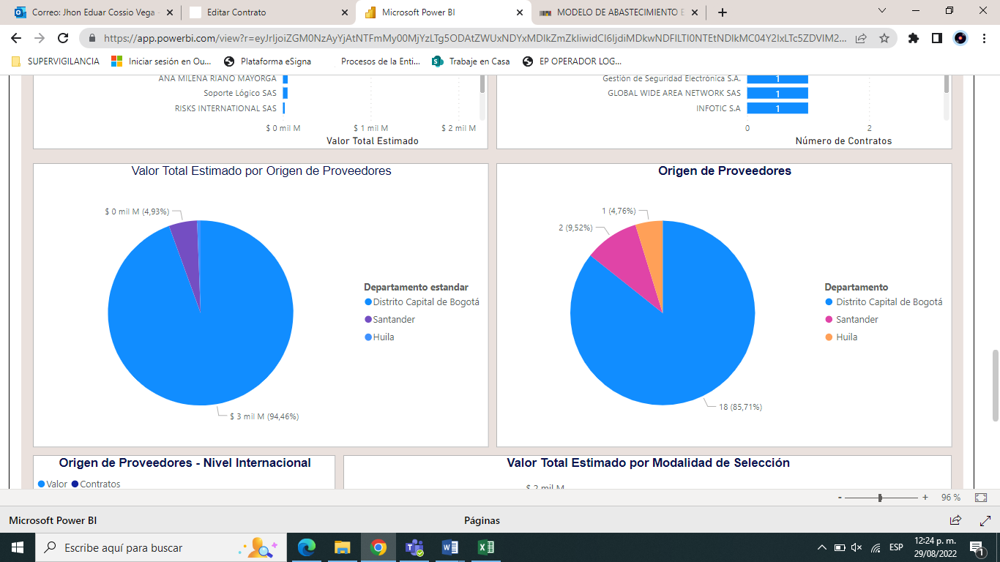 Correo: Jhon Eduar Cossio Vega
Editar Contrato
Microsoft Power BI
MODELO DE ABASTECIMIENTO E
https://app.powerbi.com/view?r=eyJrIjoiZGM0NzAyYjAtNTFmMy00MjYzLTg5ODAtZWUxNDYxMDlkZmZkIiwidCI6IjdiMDkwNDFlLTI0NTEtNDlkMC04Y2IxLTc5ZDVlM2...
SUPERVIGILANCIA
Iniciar sesión en Ou...
Plataforma eSigna
Procesos de la Enti...
Trabaje en Casa
EP OPERADOR LOG...
ANA MILENA RIAÑO MAYORGA
Soporte Lógico SAS
RISKS INTERNATIONAL SAS
$ 0 mil M
$ 1 mil M
$ 2 mil M
Valor Total Estimado
Gestión de Seguridad Electrónica S.A.
1
GLOBAL WIDE AREA NETWORK SAS
1
INFOTIC S.A
1
0
2
Número de Contratos
Valor Total Estimado por Origen de Proveedores
$ 0 mil M (4,93%)
$ 3 mil M (94,46%)
Departamento estandar
Distrito Capital de Bogotá
Santander
Huila
Origen de Proveedores
1 (4,76%)
2 (9,52%)
18 (85,71%)
Departamento
Distrito Capital de Bogotá
Santander
Huila
Origen de Proveedores - Nivel Internacional
Valor
Contratos
Valor Total Estimado por Modalidad de Selección
$ 2 mil M
- + 96 %
Microsoft Power BI
Páginas
Escribe aquí para buscar
ESP
12:24 p. m.
29/08/2022
1